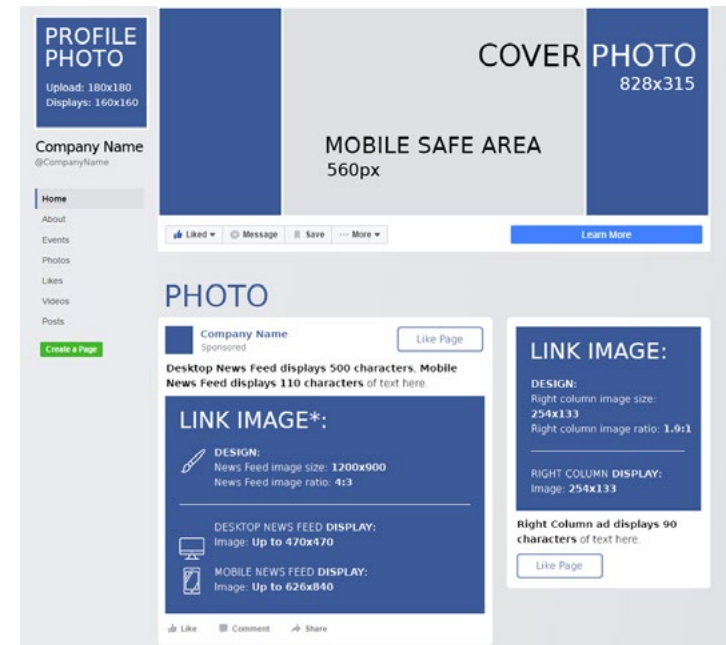 PROFILE
PHOTO
Upload: 180x180
Displays: 160x160
Company Name
@CompanyName
Home
About
Events
Photos
Likes
Videos
Posts
Create a Page
COVER PHOTO
828x315
MOBILE SAFE AREA
560px
Liked
Message
Save
More
Learn More
PHOTO
Company Name
Sponsored
Like Page
Desktop News Feed displays 500 characters, Mobile
News Feed displays 110 characters of text here.
LINK IMAGE*:
DESIGN:
News Feed image size: 1200x900
News Feed image ratio: 4:3
DESKTOP NEWS FEED DISPLAY:
Image: Up to 470x470
MOBILE NEWS FEED DISPLAY:
Image: Up to 626x840
Like
Comment
Share
LINK IMAGE:
DESIGN:
Right column image size:
254x133
Right column image ratio: 1.9:1
RIGHT COLUMN DISPLAY:
Image: 254x133
Right Column ad displays 90
characters of text here.
Like Page